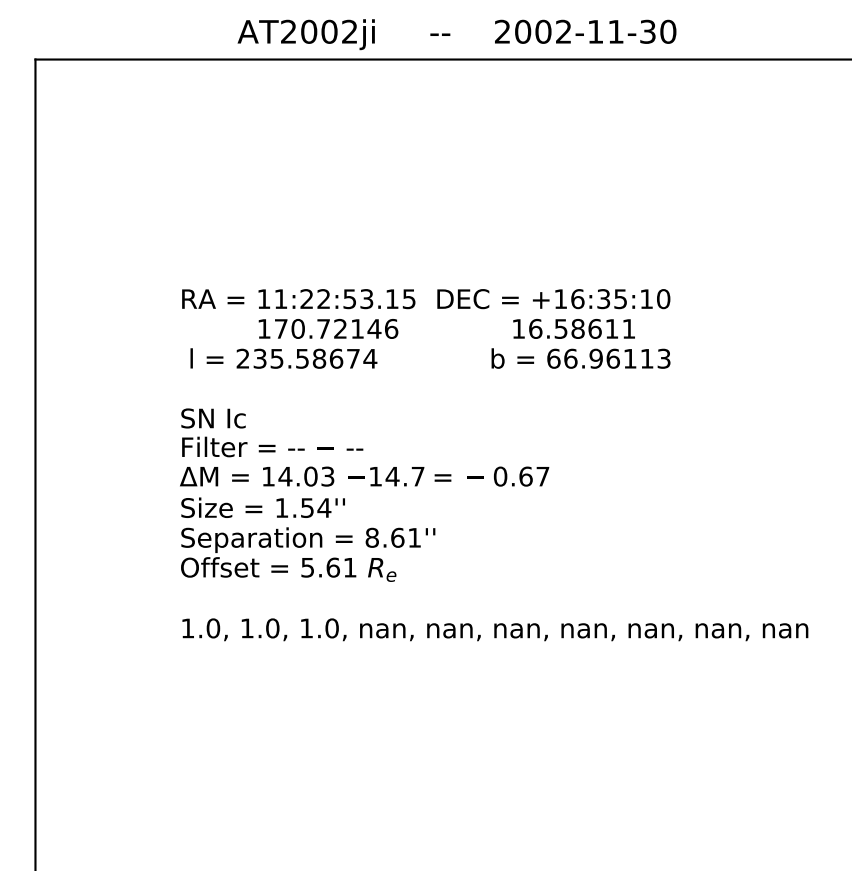 AT2002ji -- 2002-11-30
RA = 11:22:53.15 DEC = +16:35:10
170.72146 16.58611
l = 235.58674 b = 66.96113
SN Ic
Filter = -- − --
ΔM = 14.03 −14.7 = − 0.67
Size = 1.54''
Separation = 8.61''
Offset = 5.61 Re
1.0, 1.0, 1.0, nan, nan, nan, nan, nan, nan, nan